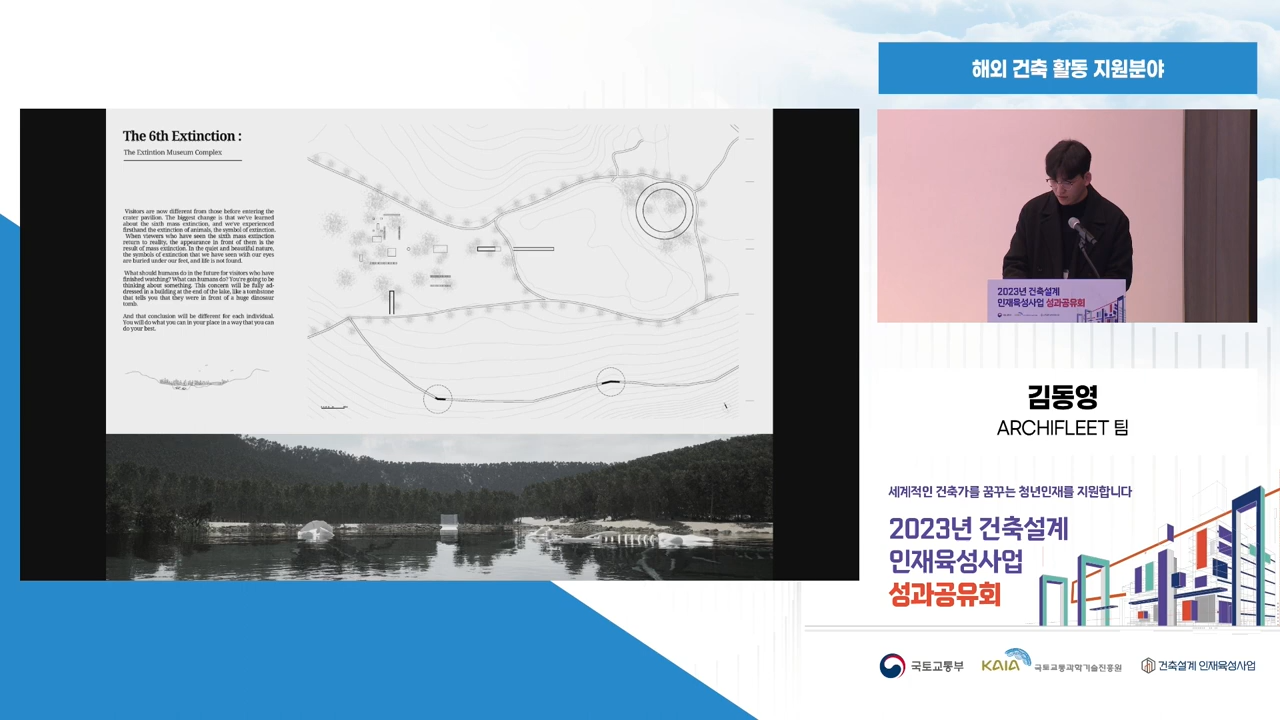 The 6th Extinction :
The Extintion Museum Complex
Visitors are now different from those before entering the
crater pavilion. The biggest change is that we've learned
about the sixth mass extinction, and we've experienced
firsthand the extinction of animals, the symbol of extinction.
When viewers who have seen the sixth mass extinction
return to reality, the appearance in front of them is the
result of mass extinction. In the quiet and beautiful nature,
the symbols of extinction that we have seen with our eyes
are buried under our feet, and life is not found.
What should humans do in the future for visitors who have
finished watching? What can humans do? You're going to be
thinking about something. This concern will be fully ad-
dressed in a building at the end of the lake, like a tombstone
that tells you that they were in front of a huge dinosaur
tomb.
And that conclusion will be different for each individual.
You will do what you can in your place in a way that you can
do your best.
해외 건축 활동 지원분야
2023년 건축설계
인재육성사업 성과공유회
김동영
ARCHIFLEET 팀
세계적인 건축가를 꿈꾸는 청년인재를 지원합니다
2023년 건축설계
인재육성사업
성과공유회
국토교통부
KAIA 국토교통과학기술진흥원
건축설계 인재육성사업